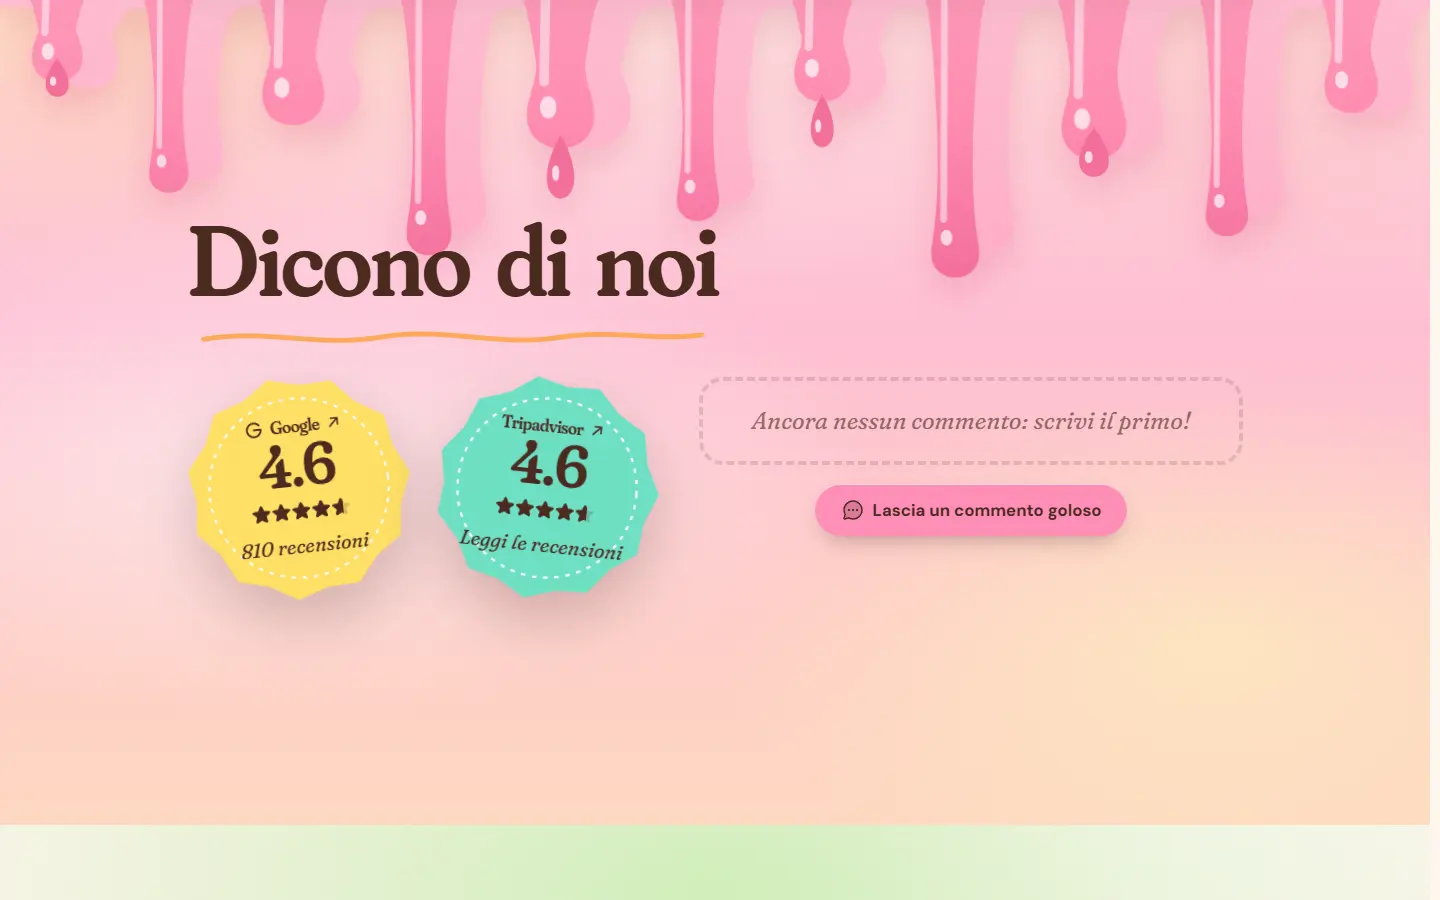 Dicono di noi
Google
4.6
810 recensioni
Tripadvisor
4.6
Leggi le recensioni
Ancora nessun commento: scrivi il primo!
Lascia un commento goloso